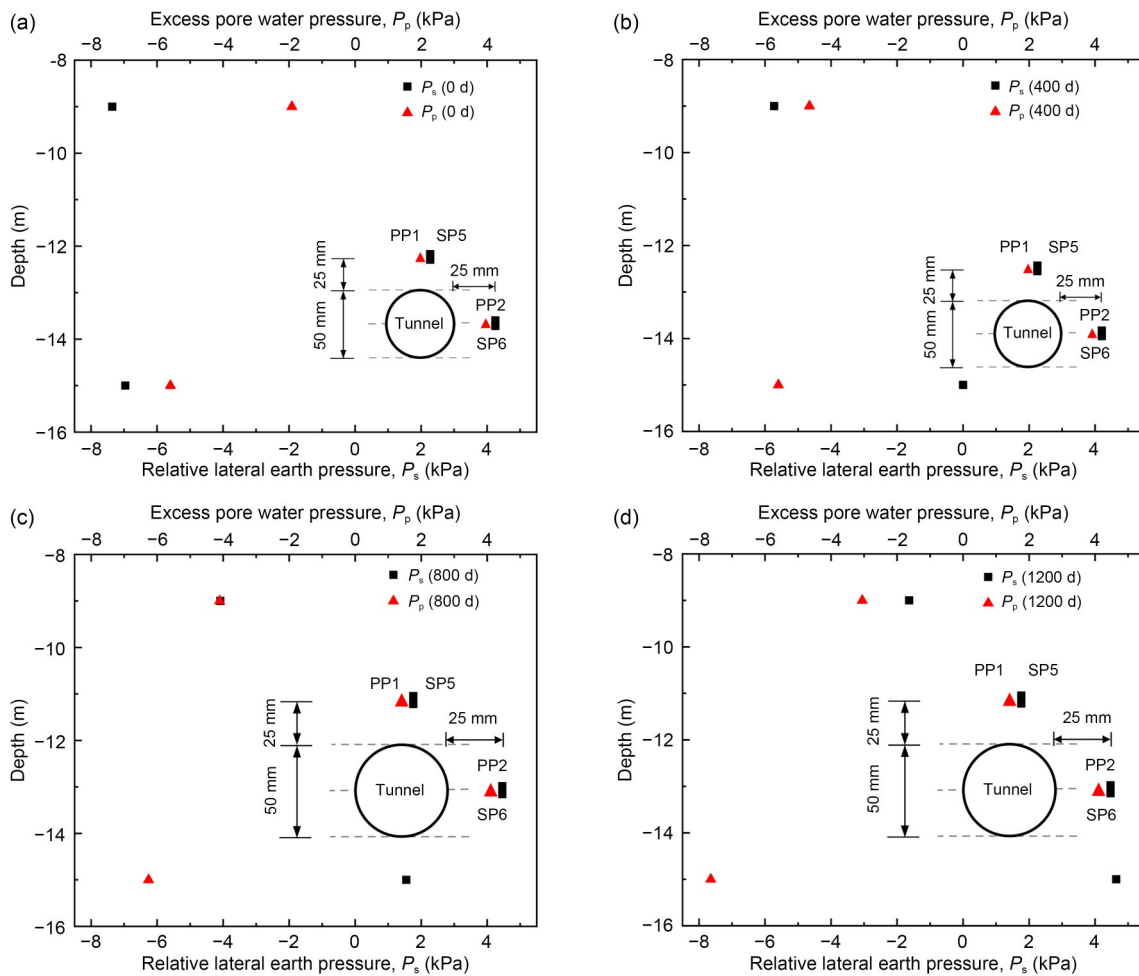 (a)
Excess pore water pressure, Pp (kPa)
−8 −6 −4 −2 0 2 4
−8
−10
−12
−14
−16
Depth (m)
Ps (0 d)
Pp (0 d)
PP1 SP5
25 mm
25 mm
PP2
50 mm
Tunnel
SP6
−8 −6 −4 −2 0 2 4
Relative lateral earth pressure, Ps (kPa)
(b)
Excess pore water pressure, Pp (kPa)
−8 −6 −4 −2 0 2 4
−8
−10
−12
−14
−16
Depth (m)
Ps (400 d)
Pp (400 d)
PP1 SP5
25 mm
25 mm
PP2
50 mm
Tunnel
SP6
−8 −6 −4 −2 0 2 4
Relative lateral earth pressure, Ps (kPa)
(c)
Excess pore water pressure, Pp (kPa)
−8 −6 −4 −2 0 2 4
−8
−10
−12
−14
−16
Depth (m)
Ps (800 d)
Pp (800 d)
PP1 SP5
25 mm
25 mm
PP2
50 mm
Tunnel
SP6
−8 −6 −4 −2 0 2 4
Relative lateral earth pressure, Ps (kPa)
(d)
Excess pore water pressure, Pp (kPa)
−8 −6 −4 −2 0 2 4
−8
−10
−12
−14
−16
Depth (m)
Ps (1200 d)
Pp (1200 d)
PP1 SP5
25 mm
25 mm
PP2
50 mm
Tunnel
SP6
−8 −6 −4 −2 0 2 4
Relative lateral earth pressure, Ps (kPa)